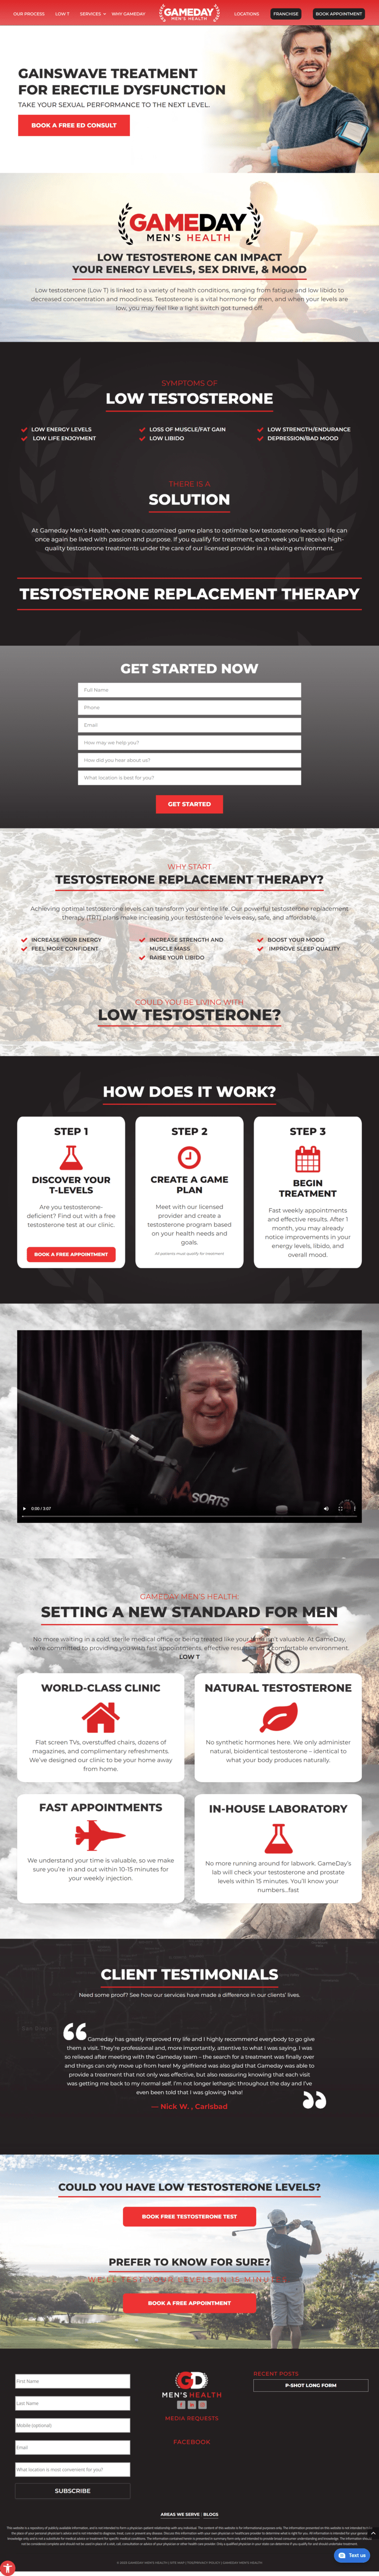 OUR PROCESS
LOW T
SERVICES
WHY GAMEDAY
GAMEDAY
MEN'S HEALTH
LOCATIONS
FRANCHISE
BOOK APPOINTMENT
GAINSWAVE TREATMENT
FOR ERECTILE DYSFUNCTION
TAKE YOUR SEXUAL PERFORMANCE TO THE NEXT LEVEL.
BOOK A FREE ED CONSULT
GAMEDAY
MEN'S HEALTH
LOW TESTOSTERONE CAN IMPACT
YOUR ENERGY LEVELS, SEX DRIVE, & MOOD
Low testosterone (Low T) is linked to a variety of health conditions, ranging from fatigue and low libido to
decreased concentration and moodiness. Testosterone is a vital hormone for men, and when your levels are
low, you may feel like a light switch got turned off.
SYMPTOMS OF
LOW TESTOSTERONE
LOW ENERGY LEVELS
LOW LIFE ENJOYMENT
LOSS OF MUSCLE/FAT GAIN
LOW LIBIDO
LOW STRENGTH/ENDURANCE
DEPRESSION/BAD MOOD
THERE IS A
SOLUTION
At Gameday Men's Health, we create customized game plans to optimize low testosterone levels so life can
once again be lived with passion and purpose. If you qualify for treatment, each week you'll receive high-
quality testosterone treatments under the care of our licensed provider in a relaxing environment.
TESTOSTERONE REPLACEMENT THERAPY
GET STARTED NOW
Full Name
Phone
Email
How may we help you?
How did you hear about us?
What location is best for you?
GET STARTED
WHY START
TESTOSTERONE REPLACEMENT THERAPY?
Achieving optimal testosterone levels can transform your entire life. Our powerful testosterone replacement
therapy (TRT) plans make increasing your testosterone levels easy, safe, and affordable.
INCREASE YOUR ENERGY
FEEL MORE CONFIDENT
INCREASE STRENGTH AND
MUSCLE MASS
RAISE YOUR LIBIDO
BOOST YOUR MOOD
IMPROVE SLEEP QUALITY
COULD YOU BE LIVING WITH
LOW TESTOSTERONE?
HOW DOES IT WORK?
STEP 1
DISCOVER YOUR
T-LEVELS
Are you testosterone-
deficient? Find out with a free
testosterone test at our clinic.
BOOK A FREE APPOINTMENT
STEP 2
CREATE A GAME
PLAN
Meet with our licensed
provider and create a
testosterone program based
on your health needs and
goals.
All patients must qualify for treatment
STEP 3
BEGIN
TREATMENT
Fast weekly appointments
and effective results. After 1
month, you may already
notice improvements in your
energy levels, libido, and
overall mood.
0:00 / 3:07
GAMEDAY MEN'S HEALTH:
SETTING A NEW STANDARD FOR MEN
No more waiting in a cold, sterile medical office or being treated like your time isn't valuable. At GameDay,
we're committed to providing you with fast appointments, effective results, and a comfortable environment.
LOW T
WORLD-CLASS CLINIC
Flat screen TVs, overstuffed chairs, dozens of
magazines, and complimentary refreshments.
We've designed our clinic to be your home away
from home.
NATURAL TESTOSTERONE
No synthetic hormones here. We only administer
natural, bioidentical testosterone – identical to
what your body produces naturally.
FAST APPOINTMENTS
We understand your time is valuable, so we make
sure you're in and out within 10-15 minutes for
your weekly injection.
IN-HOUSE LABORATORY
No more running around for labwork. GameDay's
lab will check your testosterone and prostate
levels within 15 minutes. You'll know your
numbers...fast
CLIENT TESTIMONIALS
Need some proof? See how our services have made a difference in our clients' lives.
Gameday has greatly improved my life and I highly recommend everybody to go give
them a visit. They're professional and, more importantly, attentive to what I was saying. I was
so relieved after meeting with the Gameday team – the search for a treatment was finally over
and things can only move up from here! My girlfriend was also glad that Gameday was able to
provide a treatment that not only was effective, but also reassuring knowing that each visit
was getting me back to my normal self. I'm not longer lethargic throughout the day and I've
even been told that I was glowing haha!
— Nick W. , Carlsbad
COULD YOU HAVE LOW TESTOSTERONE LEVELS?
BOOK FREE TESTOSTERONE TEST
PREFER TO KNOW FOR SURE?
BOOK A FREE APPOINTMENT
First Name
Last Name
Mobile (optional)
Email
What location is most convenient for you?
SUBSCRIBE
GD
MEN'S HEALTH
MEDIA REQUESTS
FACEBOOK
RECENT POSTS
P-SHOT LONG FORM
AREAS WE SERVE | BLOGS
Text us